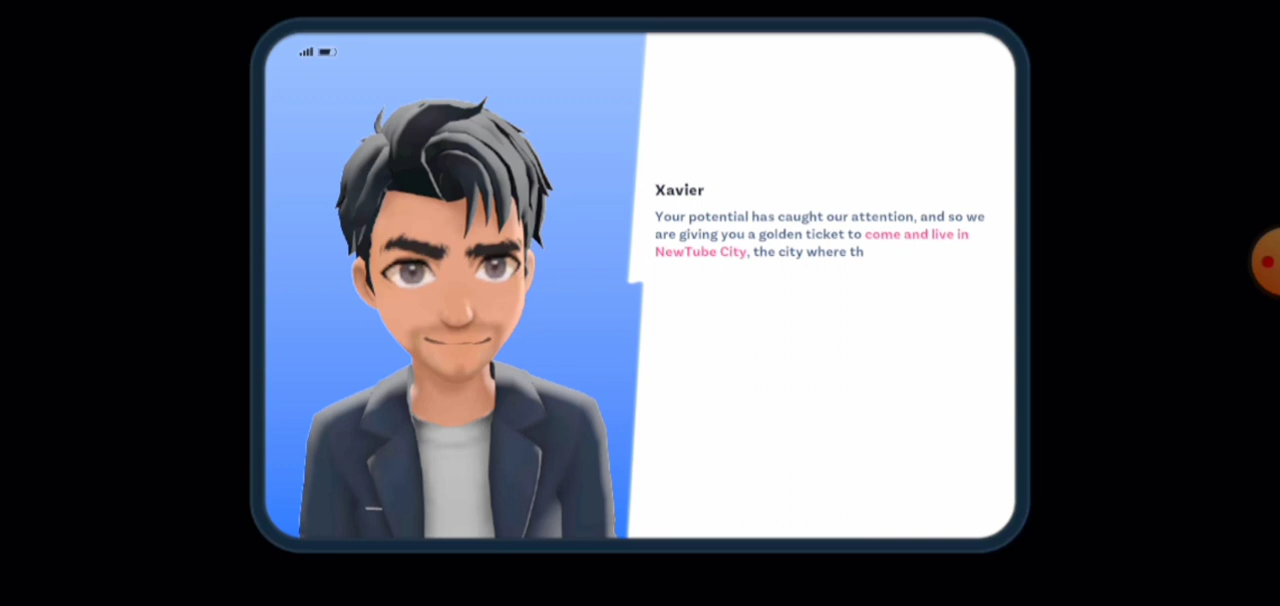 Xavier
Your potential has caught our attention, and so we
are giving you a golden ticket to come and live in
NewTube City, the city where th